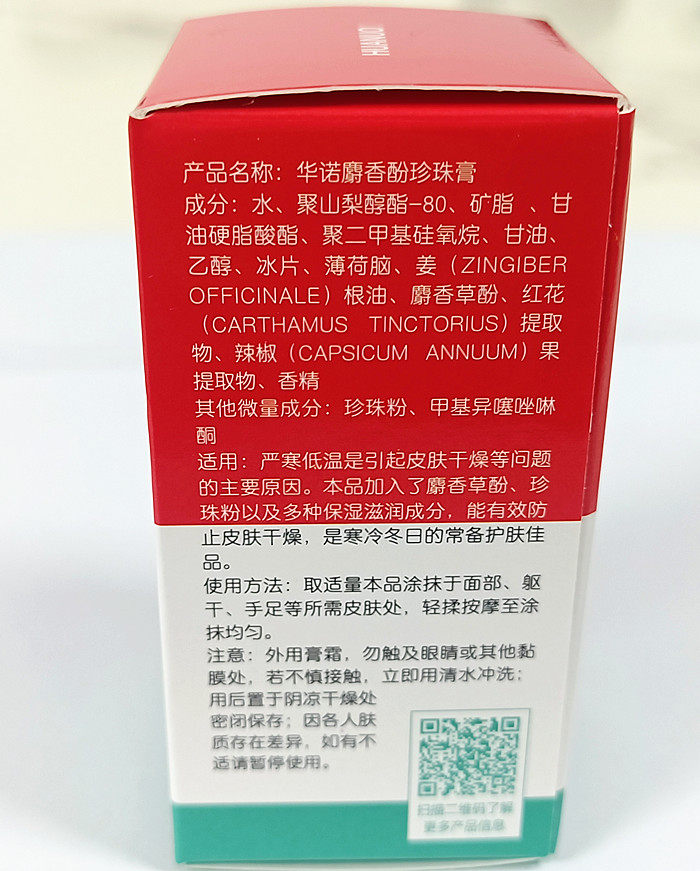 HUANUO
产品名称：华诺麝香酚珍珠膏
成分：水、聚山梨醇酯-80、矿脂 、甘
油硬脂酸酯、聚二甲基硅氧烷、甘油、
乙醇、冰片、薄荷脑、姜（ZINGIBER
OFFICINALE）根油、麝香草酚、红花
（CARTHAMUS TINCTORIUS）提取
物、辣椒（CAPSICUM ANNUUM）果
提取物、香精
其他微量成分：珍珠粉、甲基异噻唑啉
酮
适用：严寒低温是引起皮肤干燥等问题
的主要原因。本品加入了麝香草酚、珍
珠粉以及多种保湿滋润成分，能有效防
止皮肤干燥，是寒冷冬日的常备护肤佳
品。
使用方法：取适量本品涂抹于面部、躯
干、手足等所需皮肤处，轻揉按摩至涂
抹均匀。
注意：外用膏霜，勿触及眼睛或其他黏
膜处，若不慎接触，立即用清水冲洗；
用后置于阴凉干燥处
密闭保存；因各人肤
质存在差异，如有不
适请暂停使用。
扫描二维码了解
更多产品信息